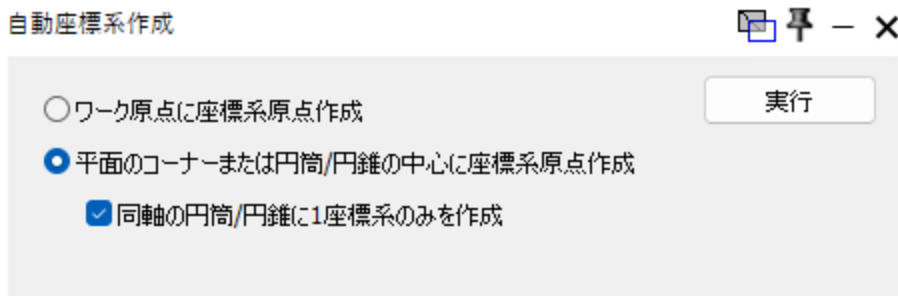 自動座標系作成
実行
ワーク原点に座標系原点作成
平面のコーナーまたは円筒/円錐の中心に座標系原点作成
同軸の円筒/円錐に1座標系のみを作成